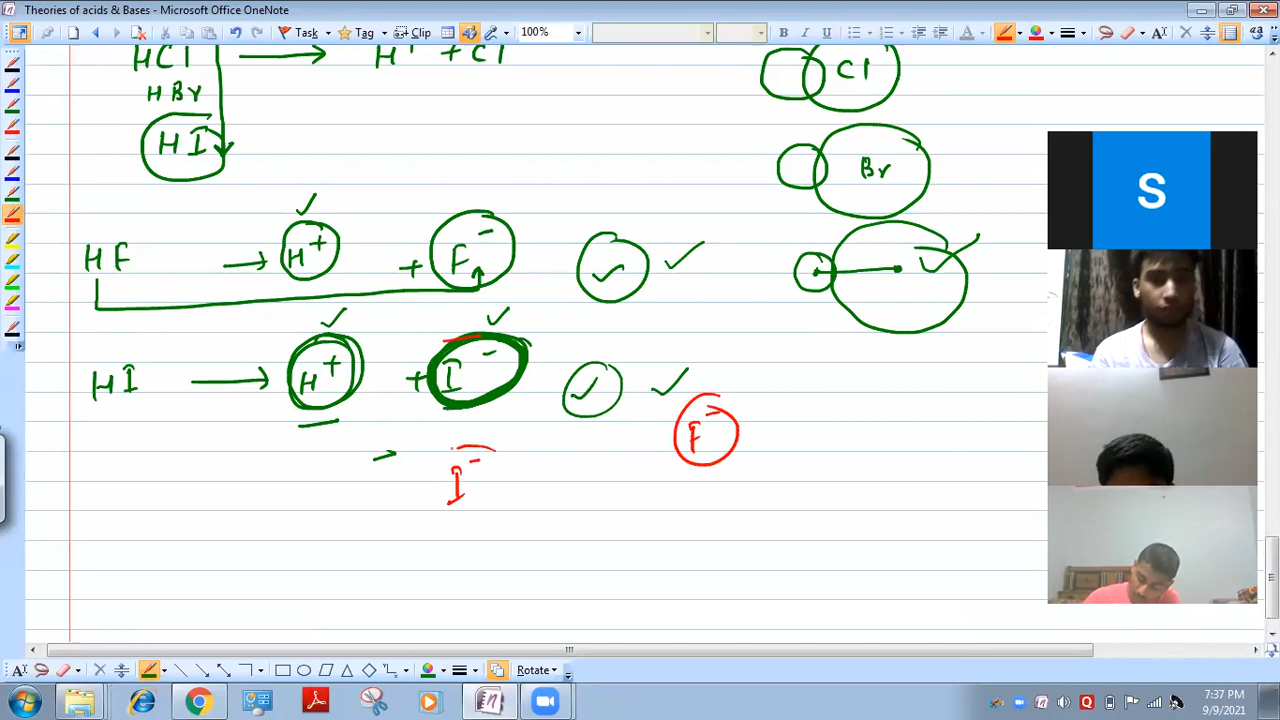 Theories of acids & Bases - Microsoft Office OneNote
Task Tag Clip 100% B I U A
HCl → H+ + Cl
HBr
HI
Cl
Br
HF → H+ + F-
HI → H+ + I-
→ I-
F-
S
Rotate
7:37 PM
9/9/2021